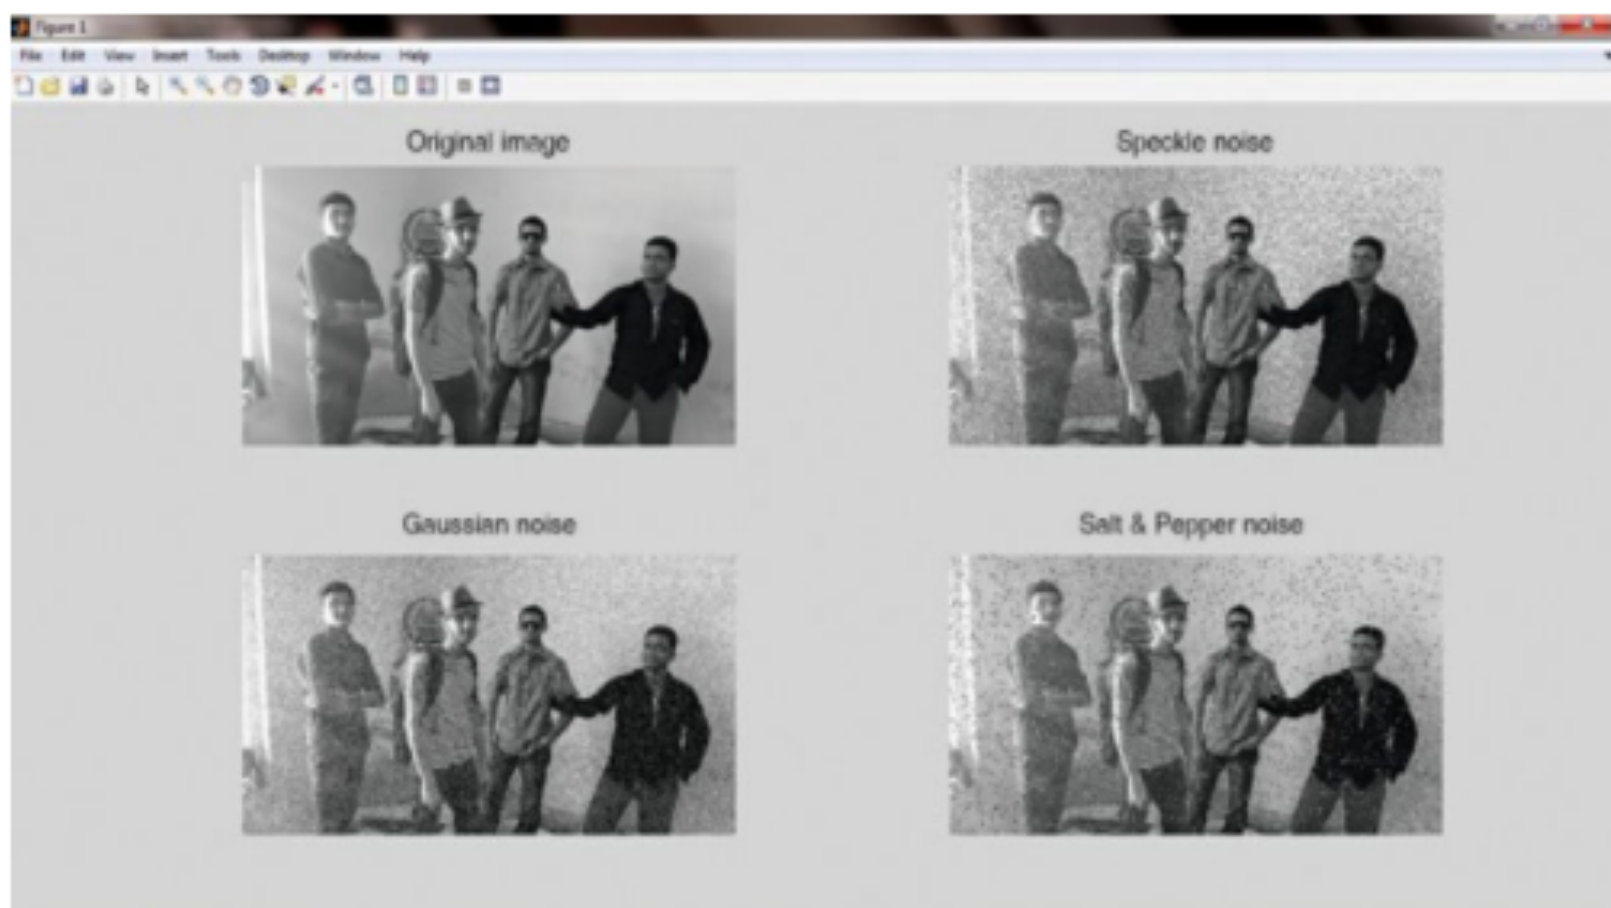 Figure 1
File Edit View Insert Tools Desktop Window Help
Original image
Speckle noise
Gaussian noise
Salt & Pepper noise